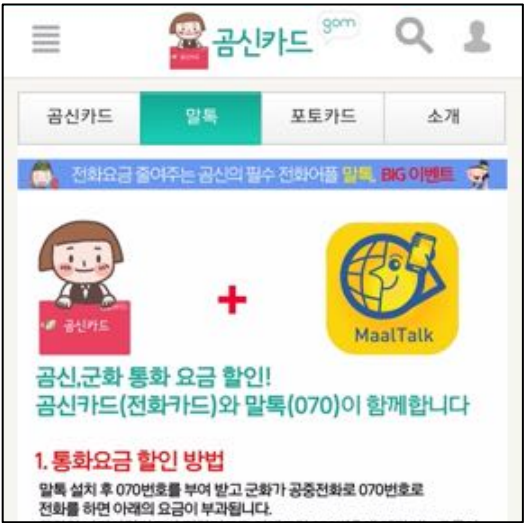 곰신카드 gom
곰신카드 말톡 포토카드 소개
전화요금 줄여주는 곰신의 필수 전화어플 말톡, BIG 이벤트
곰신카드
+
MaalTalk
곰신,군화 통화 요금 할인!
곰신카드(전화카드)와 말톡(070)이 함께합니다
1. 통화요금 할인 방법
말톡 설치 후 070번호를 부여 받고 군화가 공중전화로 070번호로
전화를 하면 아래의 요금이 부과됩니다.